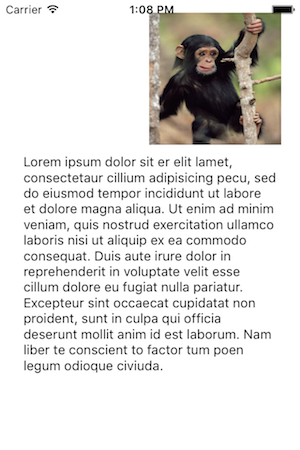 Carrier 1:08 PM
Lorem ipsum dolor sit er elit lamet,
consectetaur cillium adipisicing pecu, sed
do eiusmod tempor incididunt ut labore
et dolore magna aliqua. Ut enim ad minim
veniam, quis nostrud exercitation ullamco
laboris nisi ut aliquip ex ea commodo
consequat. Duis aute irure dolor in
reprehenderit in voluptate velit esse
cillum dolore eu fugiat nulla pariatur.
Excepteur sint occaecat cupidatat non
proident, sunt in culpa qui officia
deserunt mollit anim id est laborum. Nam
liber te conscient to factor tum poen
legum odioque civiuda.